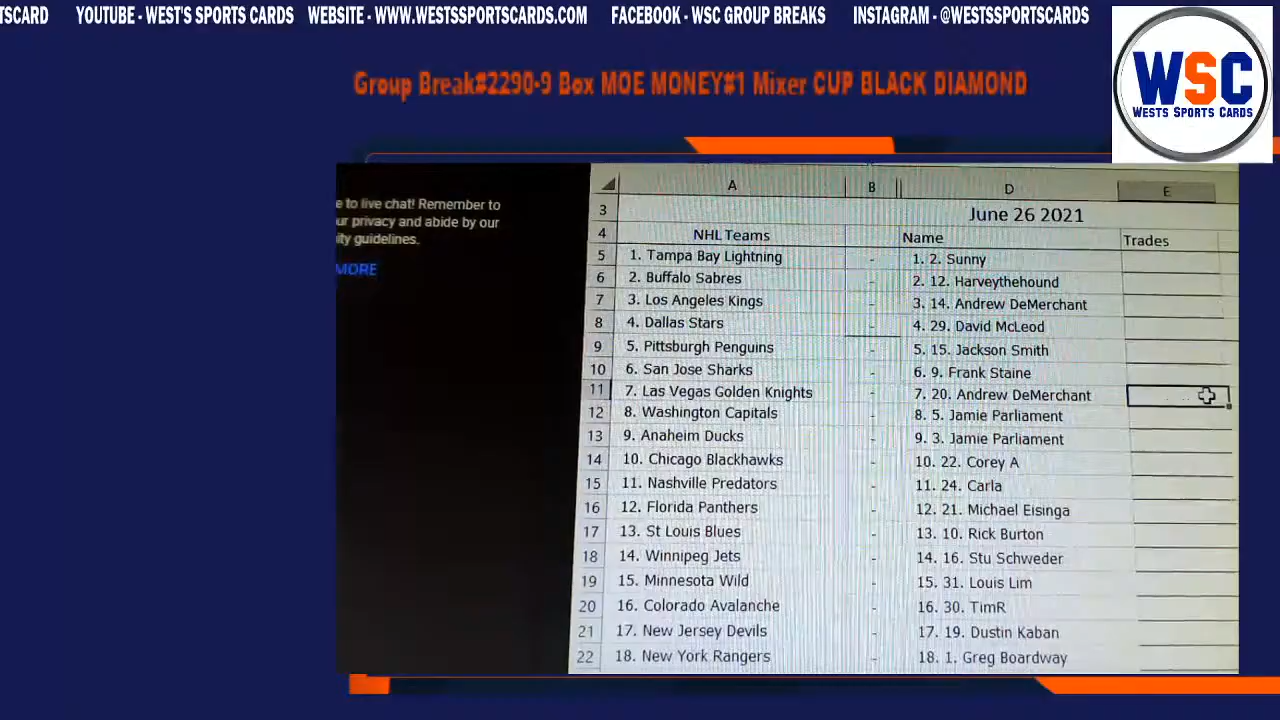 TSCARD YOUTUBE - WEST'S SPORTS CARDS WEBSITE - WWW.WESTSSPORTSCARDS.COM FACEBOOK - WSC GROUP BREAKS INSTAGRAM - @WESTSSPORTSCARDS
WSC
WESTS SPORTS CARDS
Group Break#2290-9 Box MOE MONEY#1 Mixer CUP BLACK DIAMOND
e to live chat! Remember to
ur privacy and abide by our
ity guidelines.
MORE
A B D E
3 June 26 2021
4 NHL Teams Name Trades
5 1. Tampa Bay Lightning - 1. 2. Sunny
6 2. Buffalo Sabres - 2. 12. Harveythehound
7 3. Los Angeles Kings - 3. 14. Andrew DeMerchant
8 4. Dallas Stars - 4. 29. David McLeod
9 5. Pittsburgh Penguins - 5. 15. Jackson Smith
10 6. San Jose Sharks - 6. 9. Frank Staine
11 7. Las Vegas Golden Knights - 7. 20. Andrew DeMerchant
12 8. Washington Capitals - 8. 5. Jamie Parliament
13 9. Anaheim Ducks - 9. 3. Jamie Parliament
14 10. Chicago Blackhawks - 10. 22. Corey A
15 11. Nashville Predators - 11. 24. Carla
16 12. Florida Panthers - 12. 21. Michael Eisinga
17 13. St Louis Blues - 13. 10. Rick Burton
18 14. Winnipeg Jets - 14. 16. Stu Schweder
19 15. Minnesota Wild - 15. 31. Louis Lim
20 16. Colorado Avalanche - 16. 30. TimR
21 17. New Jersey Devils - 17. 19. Dustin Kaban
22 18. New York Rangers - 18. 1. Greg Boardway